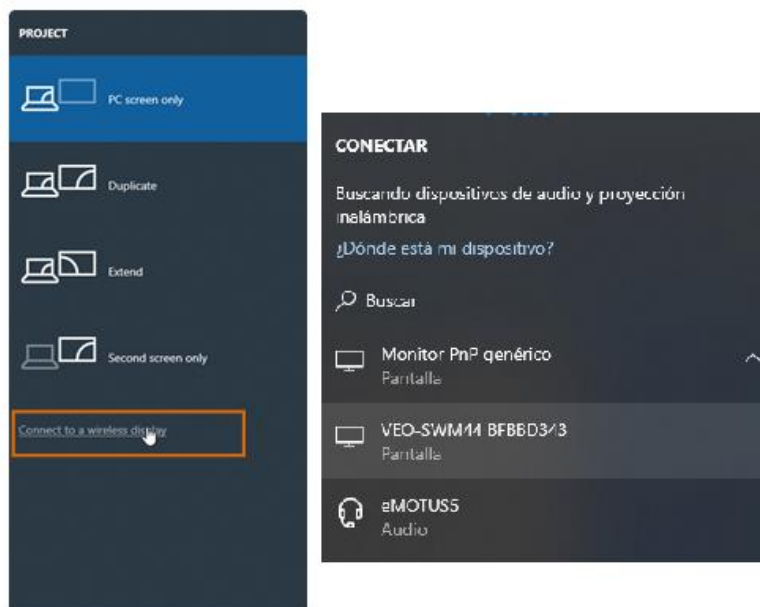 PROJECT
PC screen only
Duplicate
Extend
Second screen only
Connect to a wireless display
CONECTAR
Buscando dispositivos de audio y proyección
inalámbrica
¿Dónde está mi dispositivo?
Buscar
Monitor PnP genérico
Pantalla
VEO-SWM44 BFBBD343
Pantalla
eMOTUS5
Audio